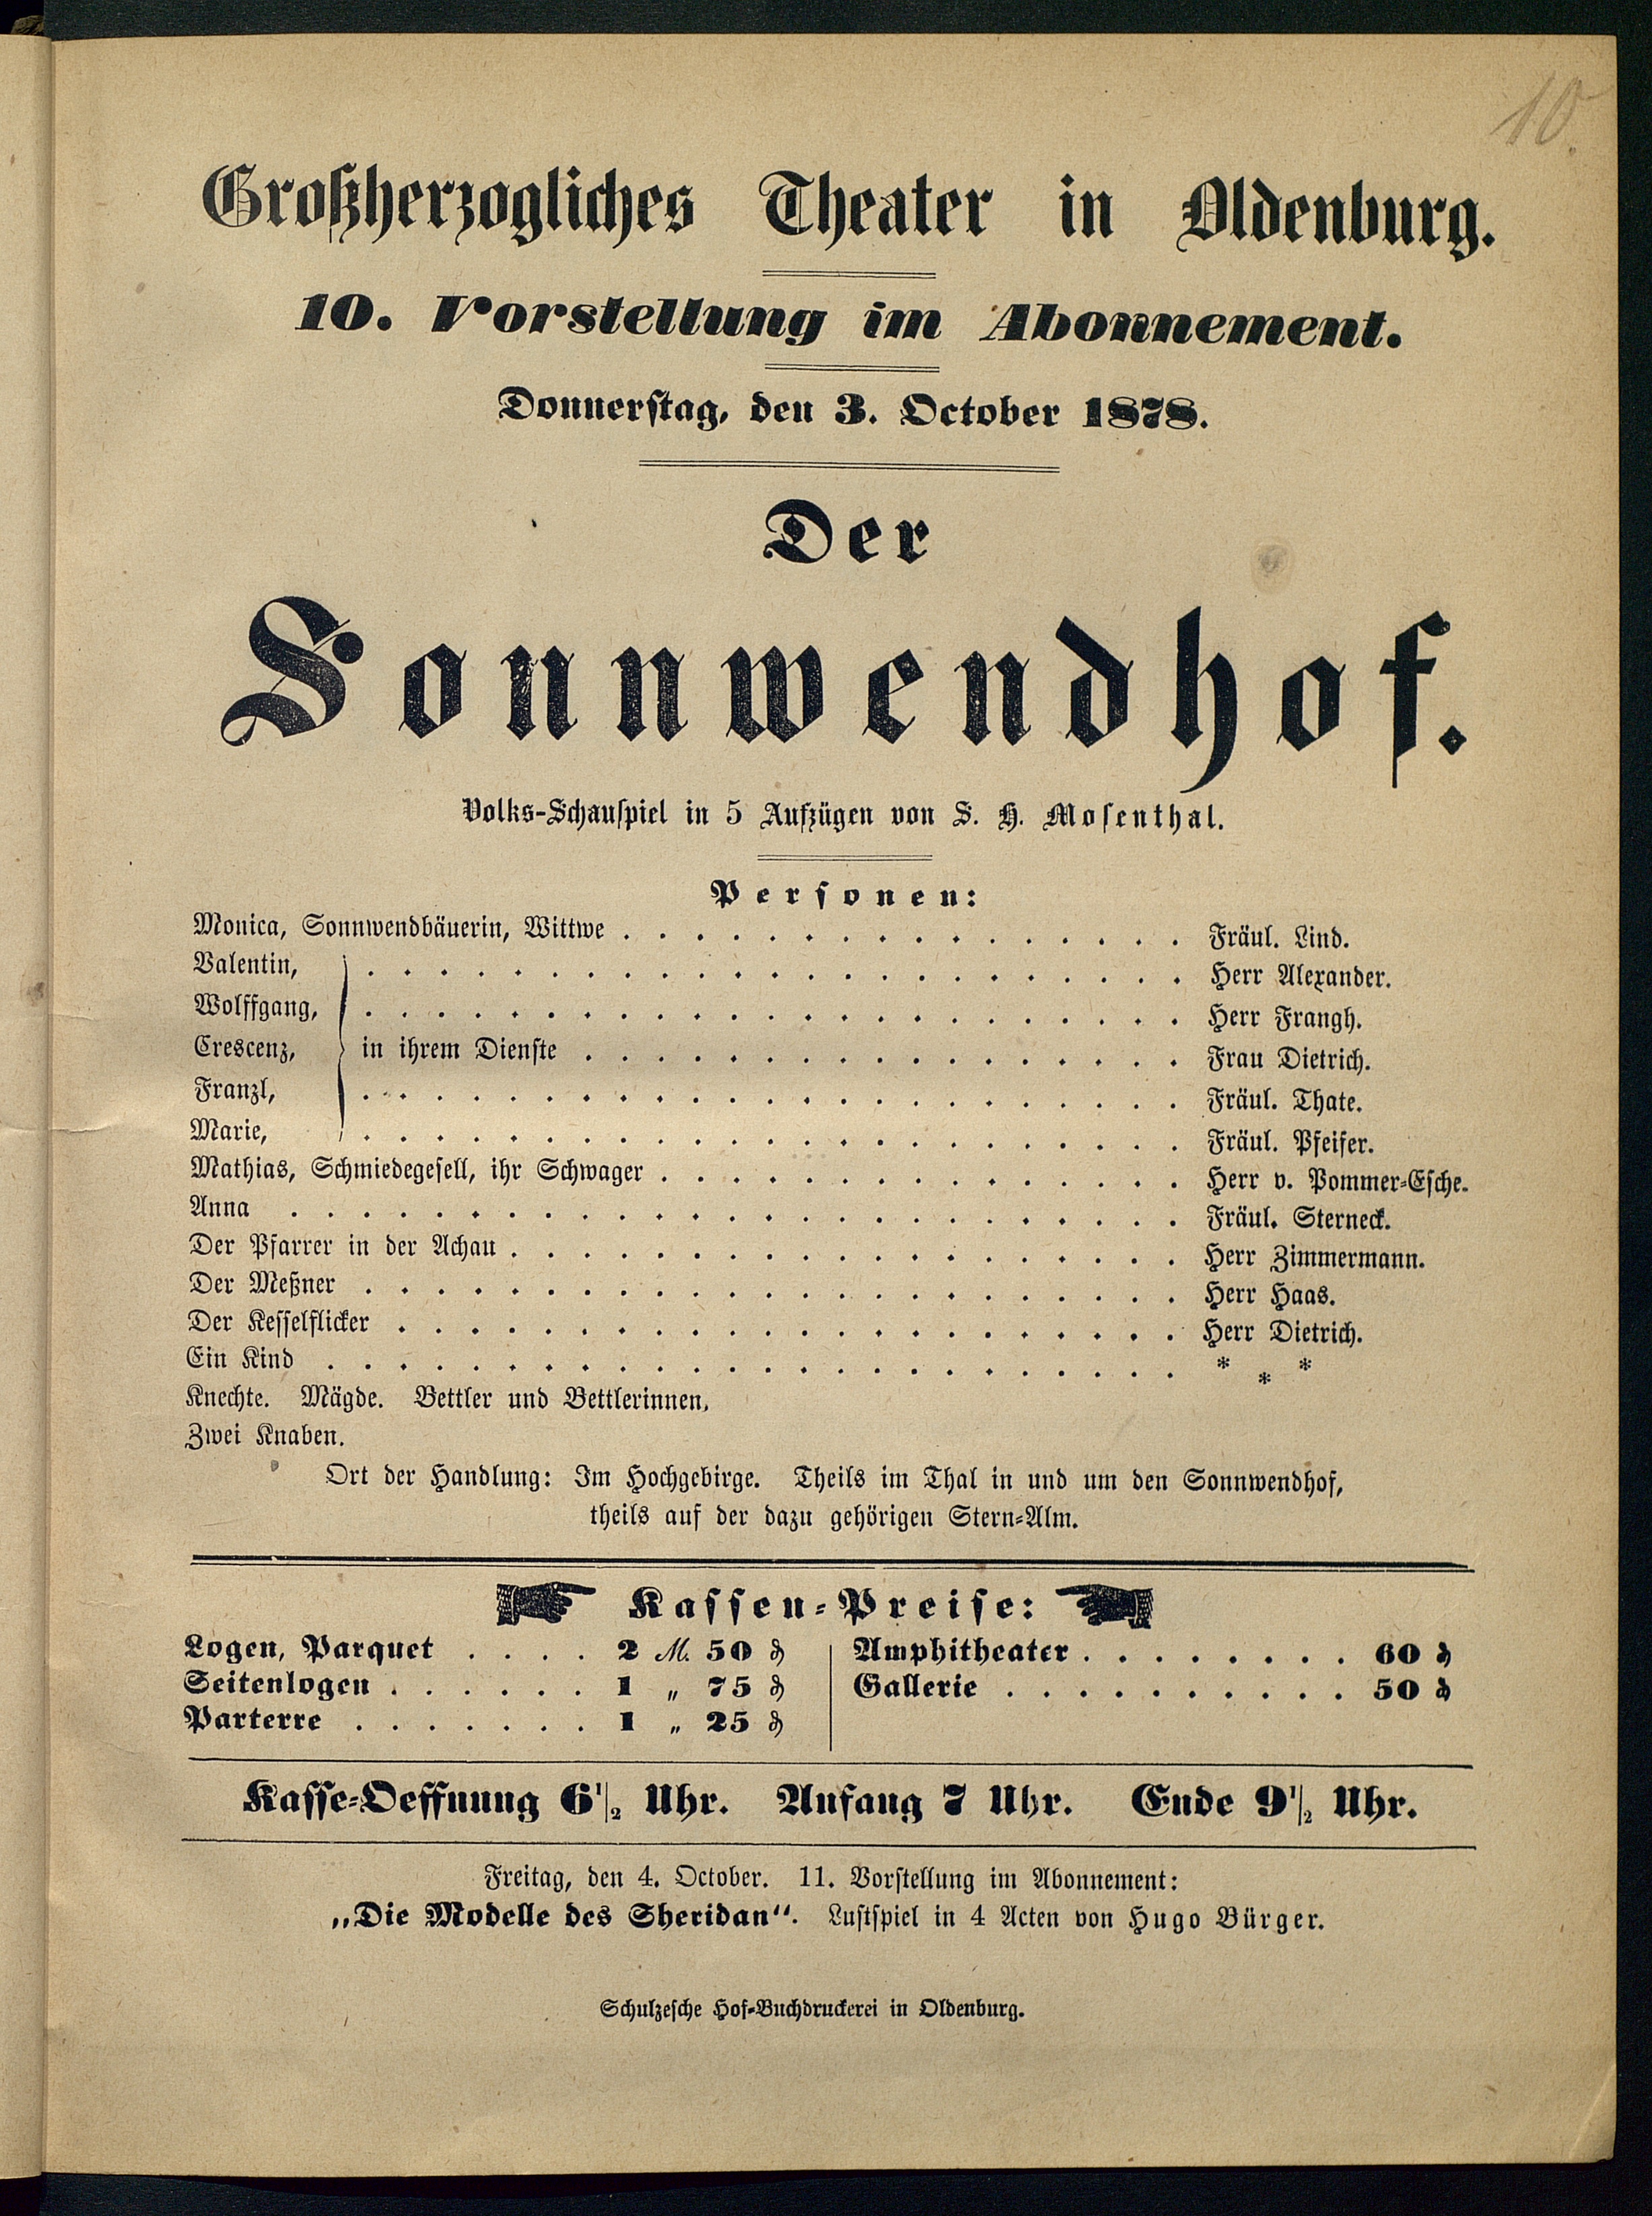 10.
Großherzogliches Theater in Oldenburg.
10. Vorstellung im Abonnement.
Donnerstag, den 3. October 1878.
Der
Sonnwendhof.
Volks-Schauspiel in 5 Aufzügen von S. H. Mosenthal.
Personen:
Monica, Sonnwendbäuerin, Wittwe . . . . . . . . . . . . . . . . Fräul. Lind.
Valentin, . . . . . . . . . . . . . . . . . . . . . . . Herr Alexander.
Wolffgang, . . . . . . . . . . . . . . . . . . . . . . . Herr Frangh.
Crescenz, in ihrem Dienste . . . . . . . . . . . . . . . . . Frau Dietrich.
Franzl, . . . . . . . . . . . . . . . . . . . . . . . Fräul. Thate.
Marie, . . . . . . . . . . . . . . . . . . . . . . . Fräul. Pfeifer.
Mathias, Schmiedegesell, ihr Schwager . . . . . . . . . . . . . . . Herr v. Pommer-Esche.
Anna . . . . . . . . . . . . . . . . . . . . . . . . . Fräul. Sterneck.
Der Pfarrer in der Achau . . . . . . . . . . . . . . . . . . . Herr Zimmermann.
Der Meßner . . . . . . . . . . . . . . . . . . . . . . . Herr Haas.
Der Kesselflicker . . . . . . . . . . . . . . . . . . . . . . Herr Dietrich.
Ein Kind . . . . . . . . . . . . . . . . . . . . . . . . * * *
Knechte. Mägde. Bettler und Bettlerinnen,
Zwei Knaben.
Ort der Handlung: Im Hochgebirge. Theils im Thal in und um den Sonnwendhof,
theils auf der dazu gehörigen Stern-Alm.
Kassen-Preise:
Logen, Parquet . . . . 2 M. 50 ₰
Seitenlogen . . . . . . 1 „ 75 ₰
Parterre . . . . . . . 1 „ 25 ₰
Amphitheater . . . . . . . . 60 ₰
Gallerie . . . . . . . . . . 50 ₰
Kasse-Oeffnung 6 1/2 Uhr. Anfang 7 Uhr. Ende 9 1/2 Uhr.
Freitag, den 4. October. 11. Vorstellung im Abonnement:
„Die Modelle des Sheridan“. Lustspiel in 4 Acten von Hugo Bürger.
Schulzesche Hof-Buchdruckerei in Oldenburg.